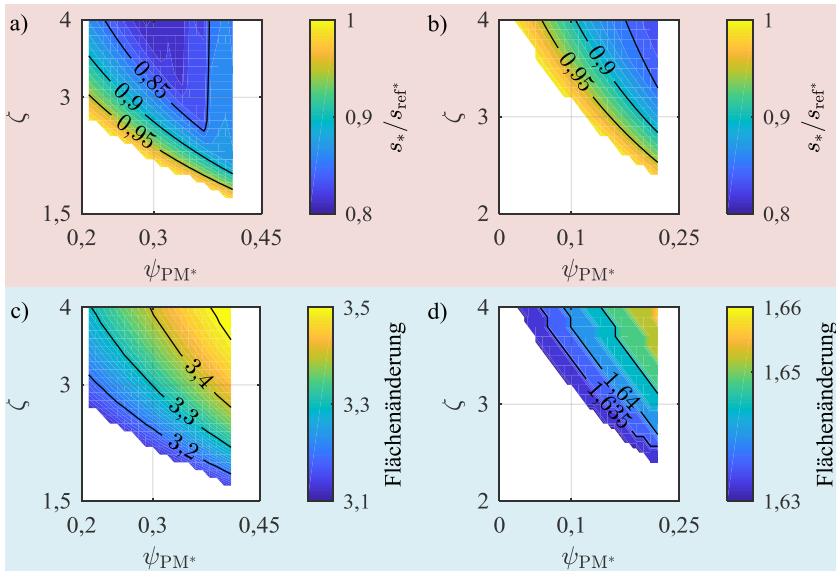 a)
4
3
1,5
ζ
0,85
0,9
0,95
0,2
0,3
0,45
ψPM*
1
0,9
0,8
s*/sref*
b)
4
3
2
ζ
0,9
0,95
0
0,1
0,25
ψPM*
1
0,9
0,8
s*/sref*
c)
4
3
1,5
ζ
3,4
3,3
3,2
0,2
0,3
0,45
ψPM*
3,5
3,3
3,1
Flächenänderung
d)
4
3
2
ζ
1,64
1,635
0
0,1
0,25
ψPM*
1,66
1,65
1,63
Flächenänderung